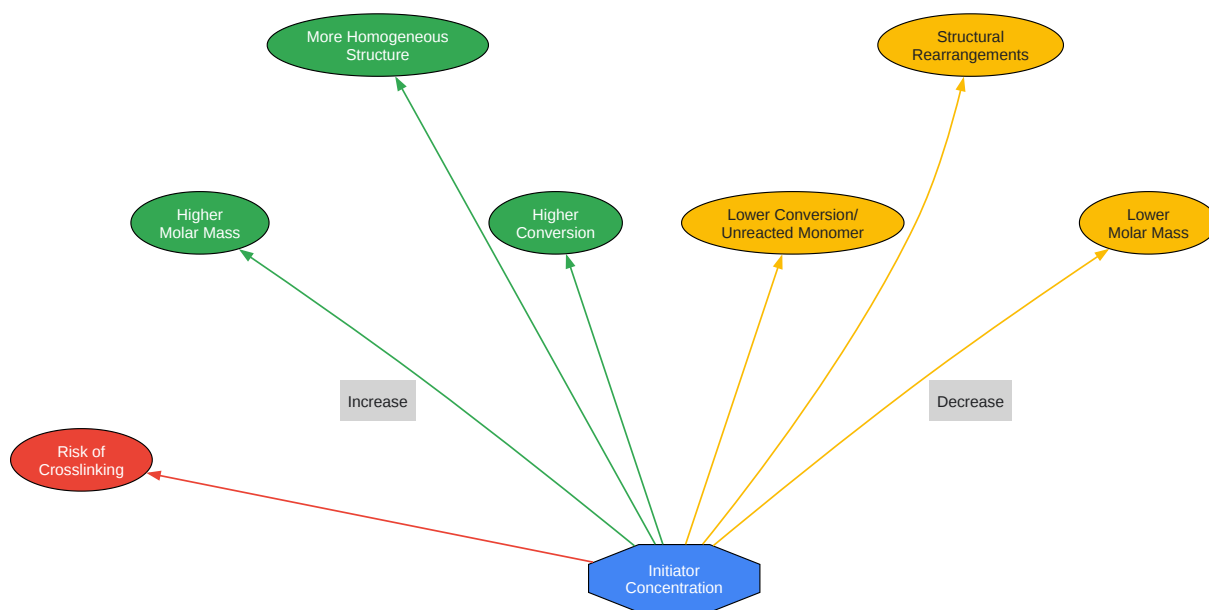 More Homogeneous
Structure
Structural
Rearrangements
Higher
Molar Mass
Higher
Conversion
Lower Conversion/
Unreacted Monomer
Lower
Molar Mass
Increase
Decrease
Risk of
Crosslinking
Initiator
Concentration